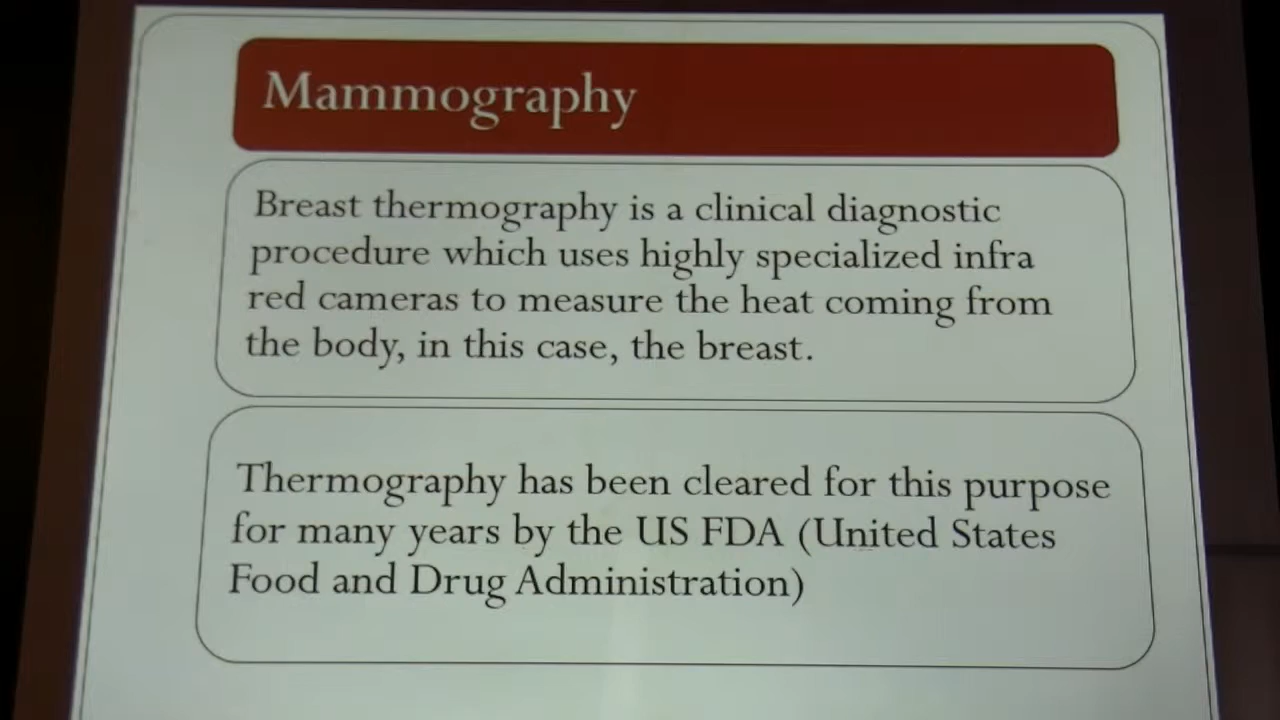 Mammography
Breast thermography is a clinical diagnostic
procedure which uses highly specialized infra
red cameras to measure the heat coming from
the body, in this case, the breast.
Thermography has been cleared for this purpose
for many years by the US FDA (United States
Food and Drug Administration)